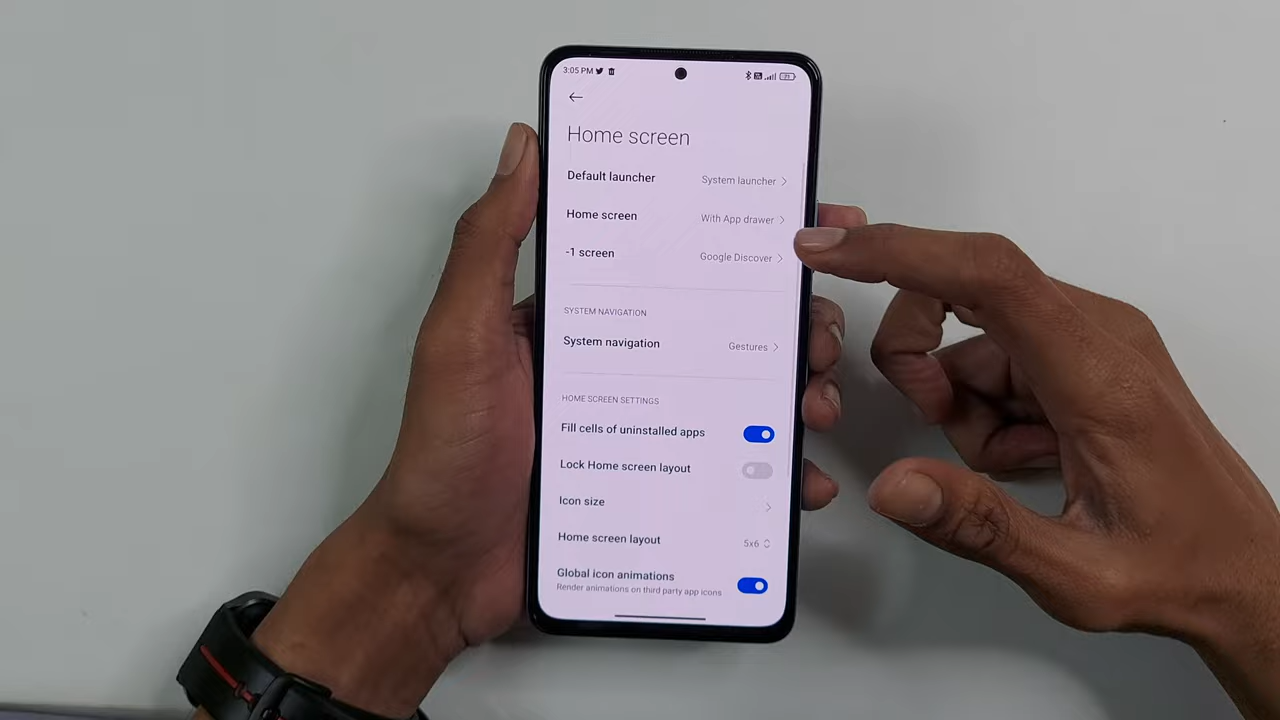 3:05 PM
Home screen
Default launcher System launcher
Home screen With App drawer
-1 screen Google Discover
SYSTEM NAVIGATION
System navigation Gestures
HOME SCREEN SETTINGS
Fill cells of uninstalled apps
Lock Home screen layout
Icon size
Home screen layout 5x6
Global icon animations
Render animations on third party app icons